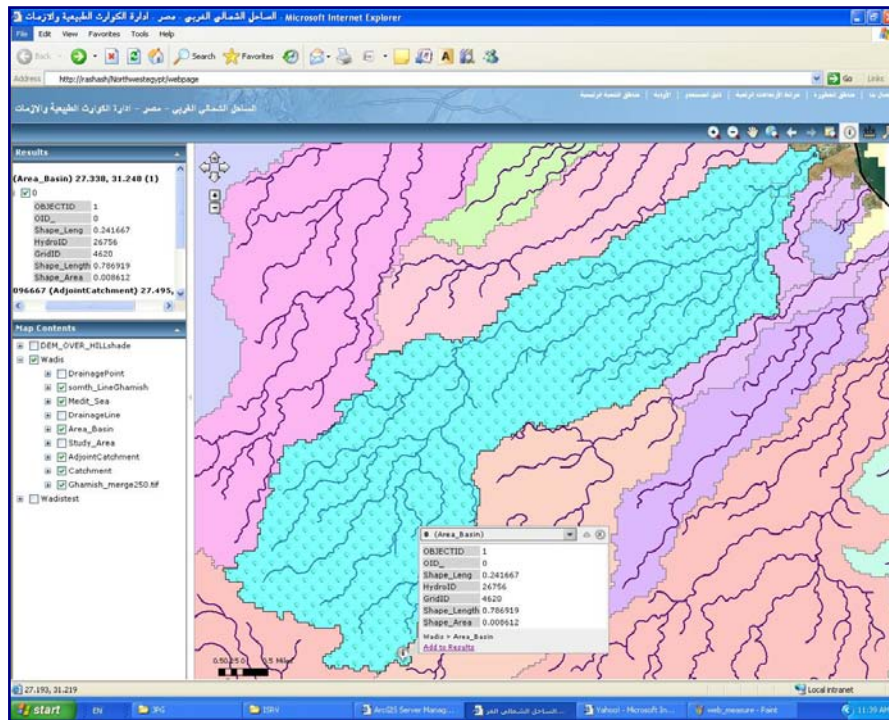 الساحل الشمالي الغربي - مصر - ادارة الكوارث الطبيعية والازمات - Microsoft Internet Explorer
File Edit View Favorites Tools Help
Back Search Favorites
Address http://rashash/Northwestegypt/webpage Go Links
الساحل الشمالي الغربي - مصر - ادارة الكوارث الطبيعية والازمات
Results
(Area_Basin) 27.338, 31.248 (1)
0
OBJECTID 1
OID_ 0
Shape_Leng 0.241667
HydroID 26756
GridID 4620
Shape_Length 0.786919
Shape_Area 0.008612
096667 (AdjointCatchment) 27.495,
Map Contents
DEM_OVER_HILLshade
Wadis
DrainagePoint
somth_LineGhamish
Medit_Sea
DrainageLine
Area_Basin
Study_Area
AdjointCatchment
Catchment
Ghamish_merge250.tif
Wadistest
0 (Area_Basin)
OBJECTID 1
OID_ 0
Shape_Leng 0.241667
HydroID 26756
GridID 4620
Shape_Length 0.786919
Shape_Area 0.008612
Wadis > Area_Basin
Add to Results
0.5 Miles
27.193, 31.219 Local intranet
start EN JPG ISRV ArcGIS Server Manag... الساحل الشمالي الغر... Yahoo! - Microsoft In... web_measure - Paint 11:39 AM